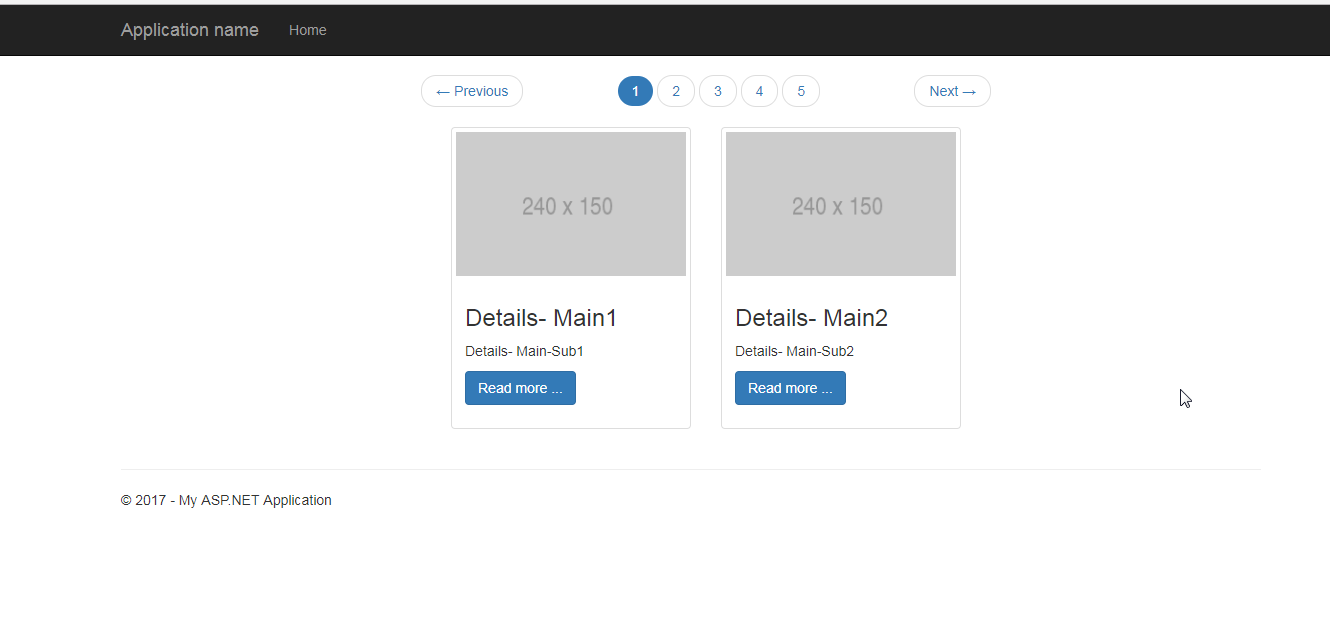 Application name Home
← Previous 1 2 3 4 5 Next →
240 x 150 240 x 150
Details- Main1 Details- Main2
Details- Main-Sub1 Details- Main-Sub2
Read more ... Read more ...
© 2017 - My ASP.NET Application